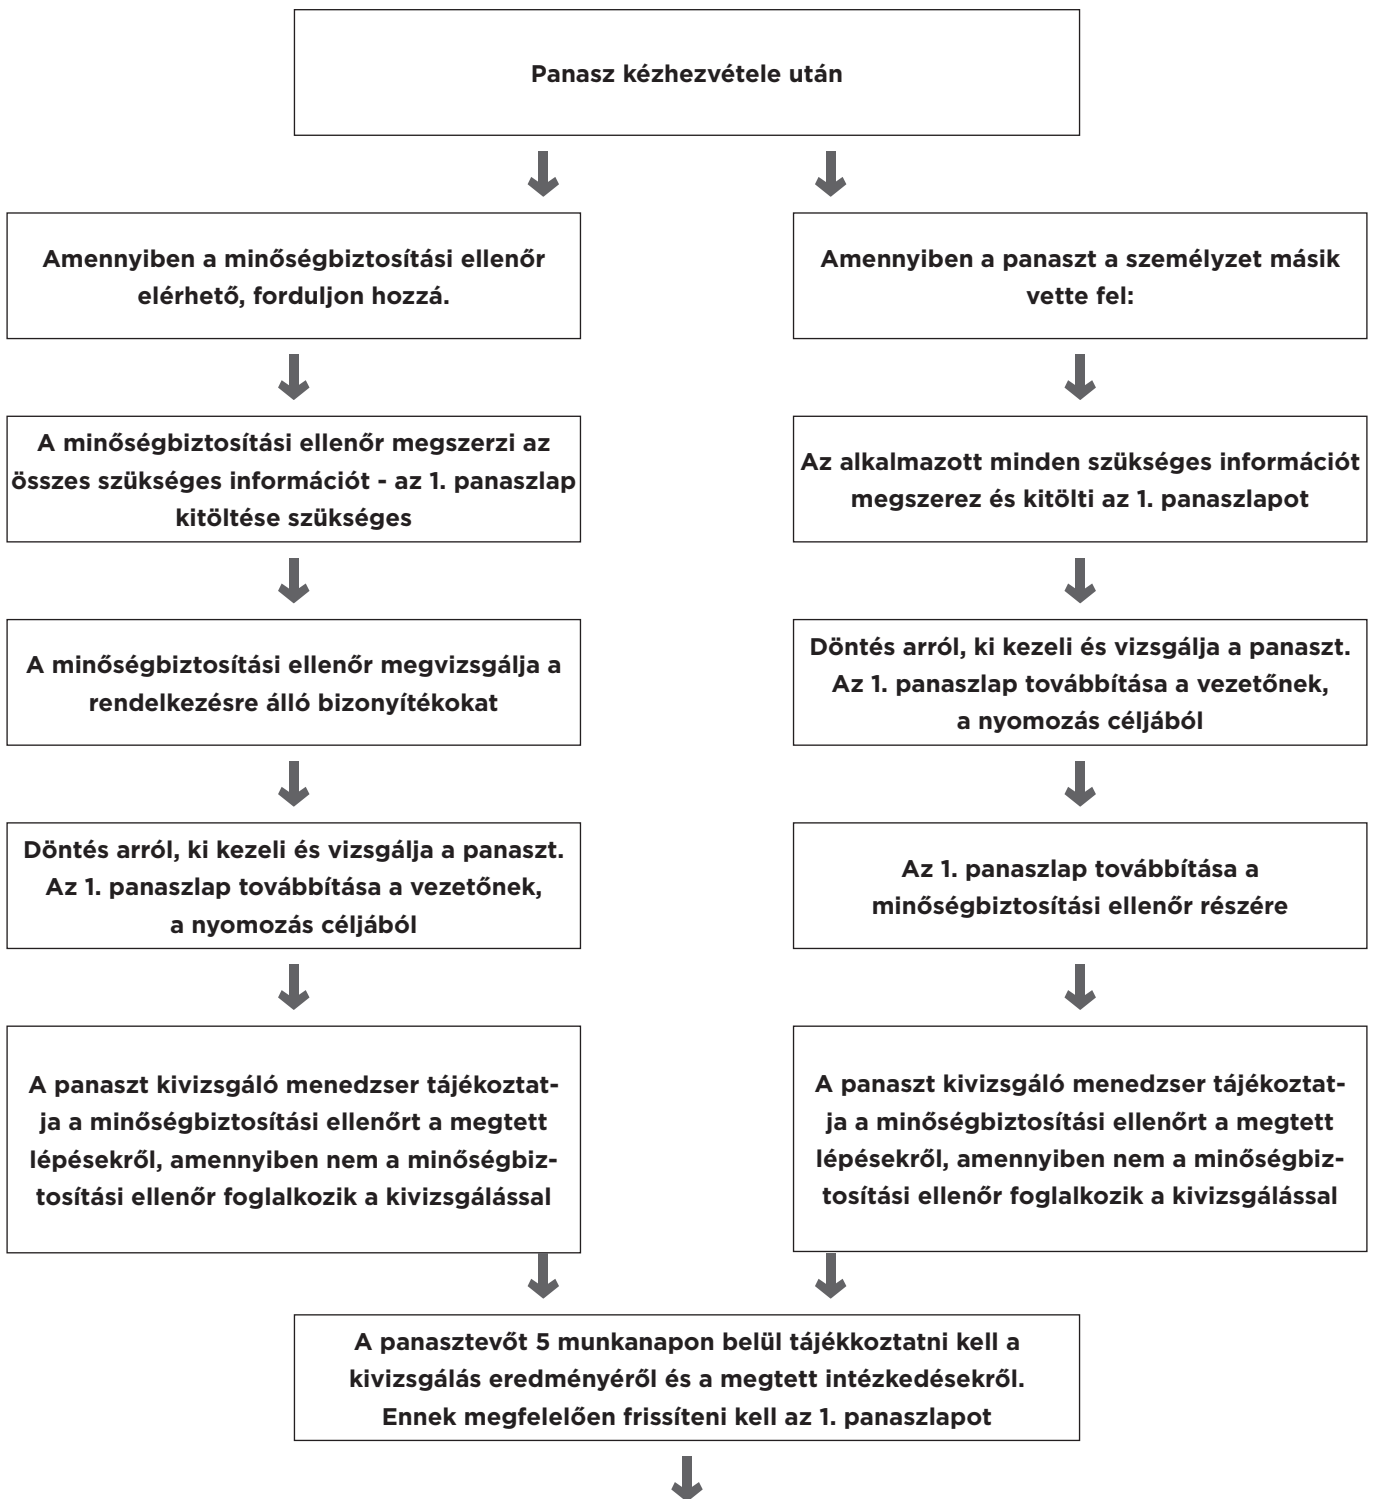 Panasz kézhezvétele után
Amennyiben a minőségbiztosítási ellenőr
elérhető, forduljon hozzá.
Amennyiben a panaszt a személyzet másik
vette fel:
A minőségbiztosítási ellenőr megszerzi az
összes szükséges információt - az 1. panaszlap
kitöltése szükséges
Az alkalmazott minden szükséges információt
megszerez és kitölti az 1. panaszlapot
A minőségbiztosítási ellenőr megvizsgálja a
rendelkezésre álló bizonyítékokat
Döntés arról, ki kezeli és vizsgálja a panaszt.
Az 1. panaszlap továbbítása a vezetőnek,
a nyomozás céljából
Döntés arról, ki kezeli és vizsgálja a panaszt.
Az 1. panaszlap továbbítása a vezetőnek,
a nyomozás céljából
Az 1. panaszlap továbbítása a
minőségbiztosítási ellenőr részére
A panaszt kivizsgáló menedzser tájékoztat-
ja a minőségbiztosítási ellenőrt a megtett
lépésekről, amennyiben nem a minőségbiz-
tosítási ellenőr foglalkozik a kivizsgálással
A panaszt kivizsgáló menedzser tájékoztat-
ja a minőségbiztosítási ellenőrt a megtett
lépésekről, amennyiben nem a minőségbiz-
tosítási ellenőr foglalkozik a kivizsgálással
A panasztevőt 5 munkanapon belül tájékkoztatni kell a
kivizsgálás eredményéről és a megtett intézkedésekről.
Ennek megfelelően frissíteni kell az 1. panaszlapot